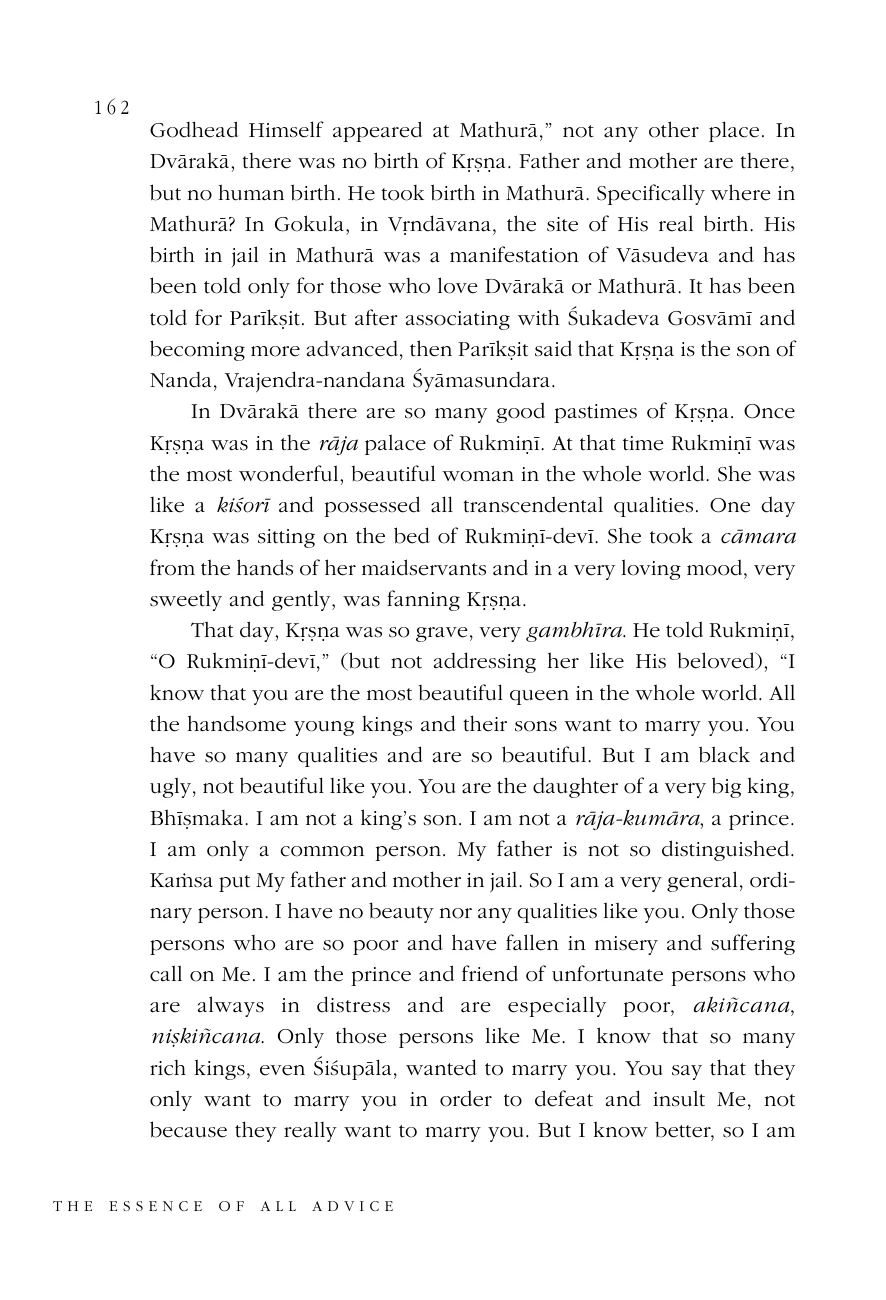 162
Godhead Himself appeared at Mathurā,” not any other place. In
Dvārakā, there was no birth of Kṛṣṇa. Father and mother are there,
but no human birth. He took birth in Mathurā. Specifically where in
Mathurā? In Gokula, in Vṛndāvana, the site of His real birth. His
birth in jail in Mathurā was a manifestation of Vāsudeva and has
been told only for those who love Dvārakā or Mathurā. It has been
told for Parīkṣit. But after associating with Śukadeva Gosvāmī and
becoming more advanced, then Parīkṣit said that Kṛṣṇa is the son of
Nanda, Vrajendra-nandana Śyāmasundara.
In Dvārakā there are so many good pastimes of Kṛṣṇa. Once
Kṛṣṇa was in the rāja palace of Rukmiṇī. At that time Rukmiṇī was
the most wonderful, beautiful woman in the whole world. She was
like a kiśorī and possessed all transcendental qualities. One day
Kṛṣṇa was sitting on the bed of Rukmiṇī-devī. She took a cāmara
from the hands of her maidservants and in a very loving mood, very
sweetly and gently, was fanning Kṛṣṇa.
That day, Kṛṣṇa was so grave, very gambhīra. He told Rukmiṇī,
“O Rukmiṇī-devī,” (but not addressing her like His beloved), “I
know that you are the most beautiful queen in the whole world. All
the handsome young kings and their sons want to marry you. You
have so many qualities and are so beautiful. But I am black and
ugly, not beautiful like you. You are the daughter of a very big king,
Bhīṣmaka. I am not a king’s son. I am not a rāja-kumāra, a prince.
I am only a common person. My father is not so distinguished.
Kaṁsa put My father and mother in jail. So I am a very general, ordi-
nary person. I have no beauty nor any qualities like you. Only those
persons who are so poor and have fallen in misery and suffering
call on Me. I am the prince and friend of unfortunate persons who
are always in distress and are especially poor, akiñcana,
niṣkiñcana. Only those persons like Me. I know that so many
rich kings, even Śiśupāla, wanted to marry you. You say that they
only want to marry you in order to defeat and insult Me, not
because they really want to marry you. But I know better, so I am
THE ESSENCE OF ALL ADVICE